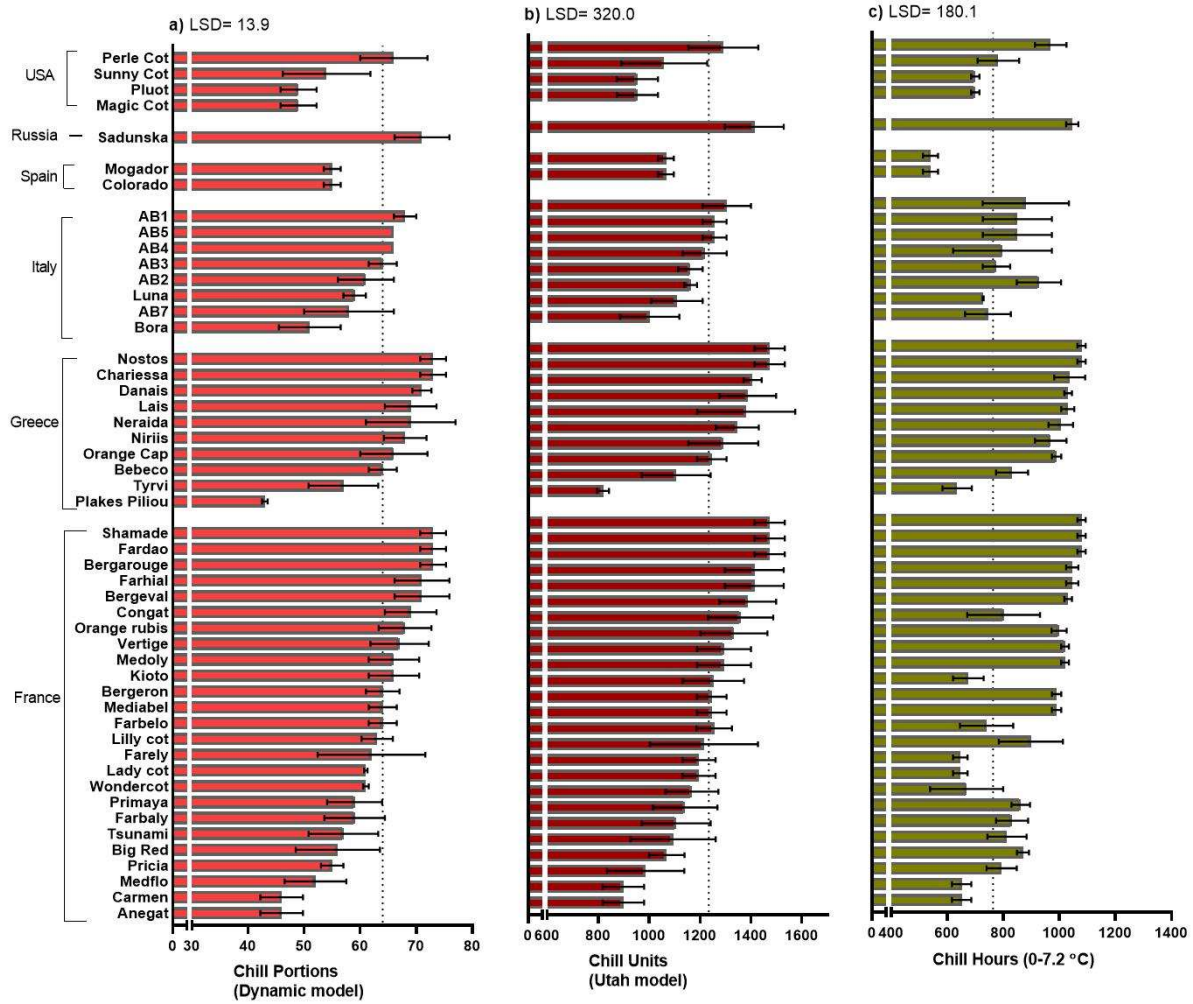 a) LSD= 13.9
b) LSD= 320.0
c) LSD= 180.1
USA
Perle Cot
Sunny Cot
Pluot
Magic Cot
Russia
Sadunska
Spain
Mogador
Colorado
Italy
AB1
AB5
AB4
AB3
AB2
Luna
AB7
Bora
Greece
Nostos
Chariessa
Danais
Lais
Neraida
Niriis
Orange Cap
Bebeco
Tyrvi
Plakes Piliou
France
Shamade
Fardao
Bergarouge
Farhial
Bergeval
Congat
Orange rubis
Vertige
Medoly
Kioto
Bergeron
Mediabel
Farbelo
Lilly cot
Farely
Lady cot
Wondercot
Primaya
Farbaly
Tsunami
Big Red
Pricia
Medflo
Carmen
Anegat
0 30 40 50 60 70 80
0 600 800 1000 1200 1400 1600
0 400 600 800 1000 1200 1400
Chill Portions
(Dynamic model)
Chill Units
(Utah model)
Chill Hours (0-7.2 °C)